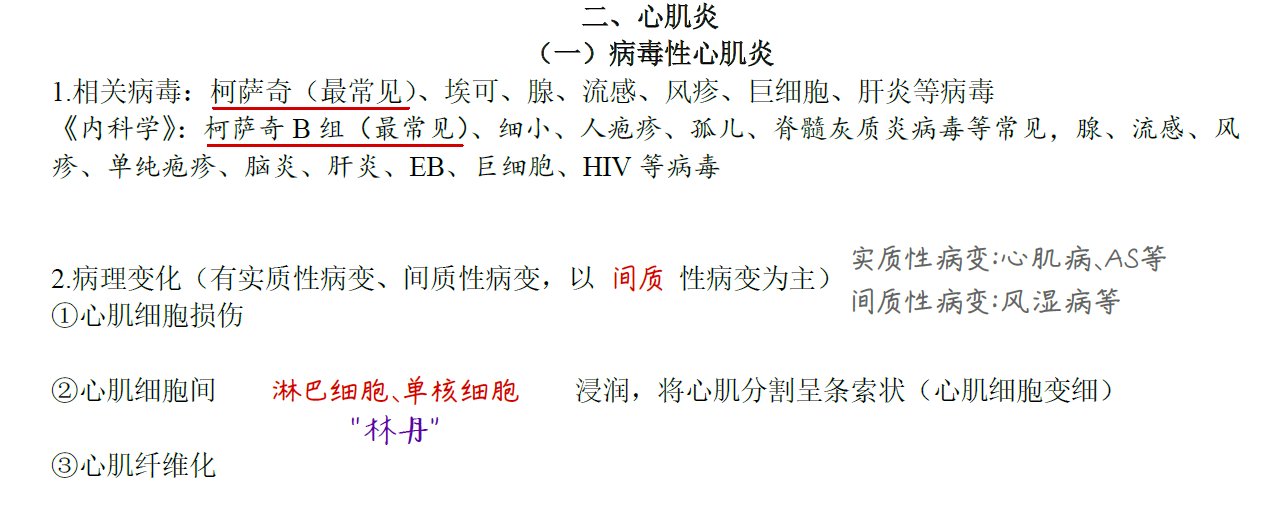 二、心肌炎
（一）病毒性心肌炎
1.相关病毒：柯萨奇（最常见）、埃可、腺、流感、风疹、巨细胞、肝炎等病毒
《内科学》：柯萨奇 B 组（最常见）、细小、人疱疹、孤儿、脊髓灰质炎病毒等常见，腺、流感、风
疹、单纯疱疹、脑炎、肝炎、EB、巨细胞、HIV 等病毒
2.病理变化（有实质性病变、间质性病变，以 间质 性病变为主）
实质性病变:心肌病、AS等
间质性病变:风湿病等
①心肌细胞损伤
②心肌细胞间 淋巴细胞、单核细胞 浸润，将心肌分割呈条索状（心肌细胞变细）
"林丹"
③心肌纤维化